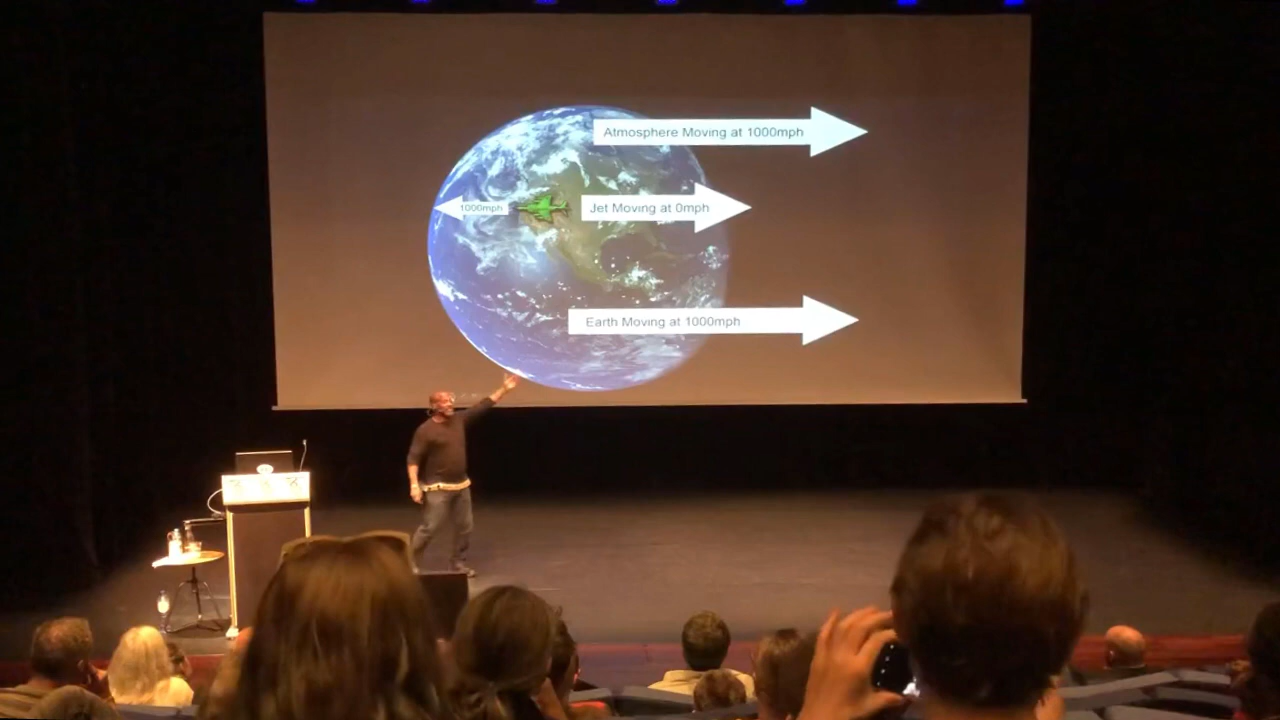 Atmosphere Moving at 1000mph
1000mph
Jet Moving at 0mph
Earth Moving at 1000mph